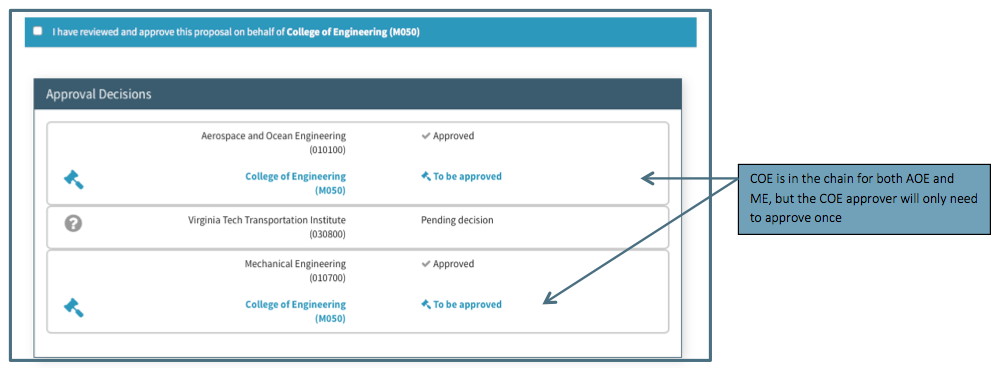 I have reviewed and approve this proposal on behalf of College of Engineering (M050)
Approval Decisions
Aerospace and Ocean Engineering
(010100)
Approved
College of Engineering
(M050)
To be approved
Virginia Tech Transportation Institute
(030800)
Pending decision
Mechanical Engineering
(010700)
Approved
College of Engineering
(M050)
To be approved
COE is in the chain for both AOE and
ME, but the COE approver will only need
to approve once